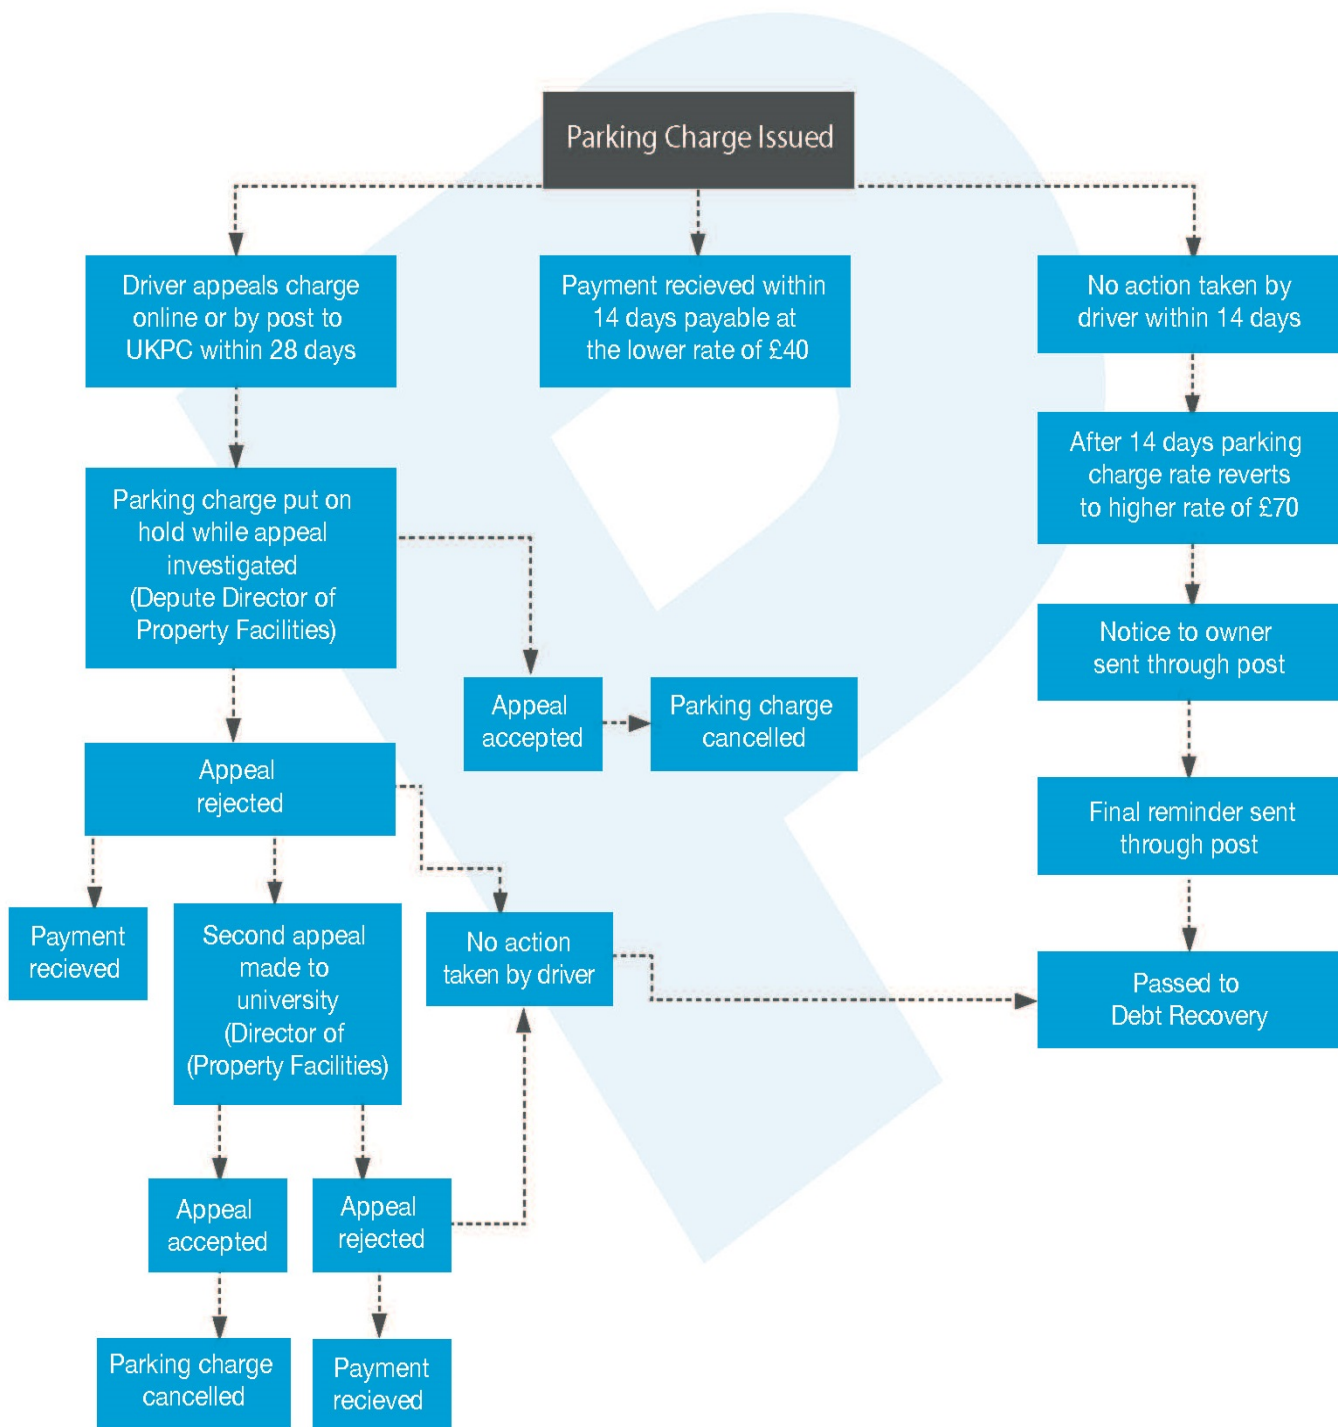 Parking Charge Issued
Driver appeals charge
online or by post to
UKPC within 28 days
Payment recieved within
14 days payable at
the lower rate of £40
No action taken by
driver within 14 days
After 14 days parking
charge rate reverts
to higher rate of £70
Parking charge put on
hold while appeal
investigated
(Depute Director of
Property Facilities)
Notice to owner
sent through post
Appeal
accepted
Parking charge
cancelled
Appeal
rejected
Final reminder sent
through post
Payment
recieved
Second appeal
made to
university
(Director of
(Property Facilities)
No action
taken by driver
Passed to
Debt Recovery
Appeal
accepted
Appeal
rejected
Parking charge
cancelled
Payment
recieved